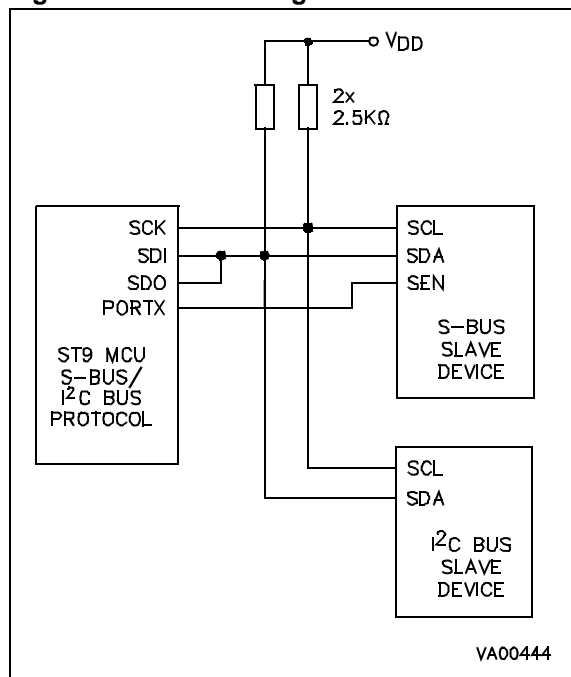 VDD
2x
2.5KΩ
SCK
SDI
SDO
PORTX
ST9 MCU
S-BUS/
I2C BUS
PROTOCOL
SCL
SDA
SEN
S-BUS
SLAVE
DEVICE
SCL
SDA
I2C BUS
SLAVE
DEVICE
VA00444